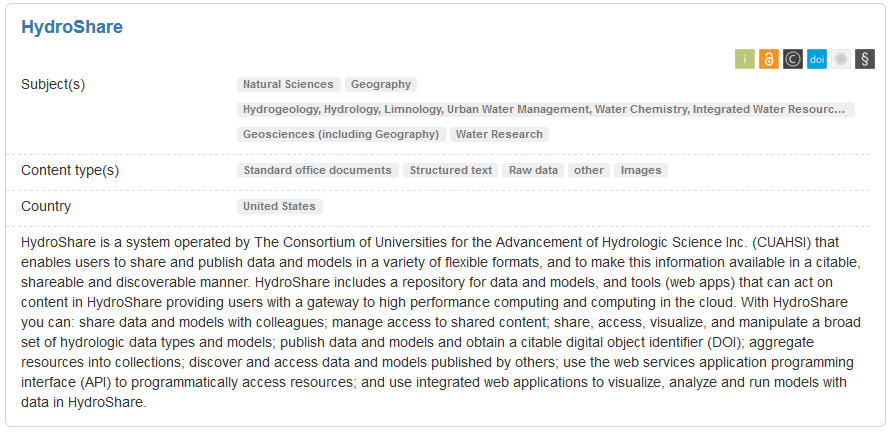 HydroShare
i © doi §
Subject(s)
Natural Sciences Geography
Hydrogeology, Hydrology, Limnology, Urban Water Management, Water Chemistry, Integrated Water Resourc...
Geosciences (including Geography) Water Research
Content type(s)
Standard office documents Structured text Raw data other Images
Country
United States
HydroShare is a system operated by The Consortium of Universities for the Advancement of Hydrologic Science Inc. (CUAHSI) that
enables users to share and publish data and models in a variety of flexible formats, and to make this information available in a citable,
shareable and discoverable manner. HydroShare includes a repository for data and models, and tools (web apps) that can act on
content in HydroShare providing users with a gateway to high performance computing and computing in the cloud. With HydroShare
you can: share data and models with colleagues; manage access to shared content; share, access, visualize, and manipulate a broad
set of hydrologic data types and models; publish data and models and obtain a citable digital object identifier (DOI); aggregate
resources into collections; discover and access data and models published by others; use the web services application programming
interface (API) to programmatically access resources; and use integrated web applications to visualize, analyze and run models with
data in HydroShare.